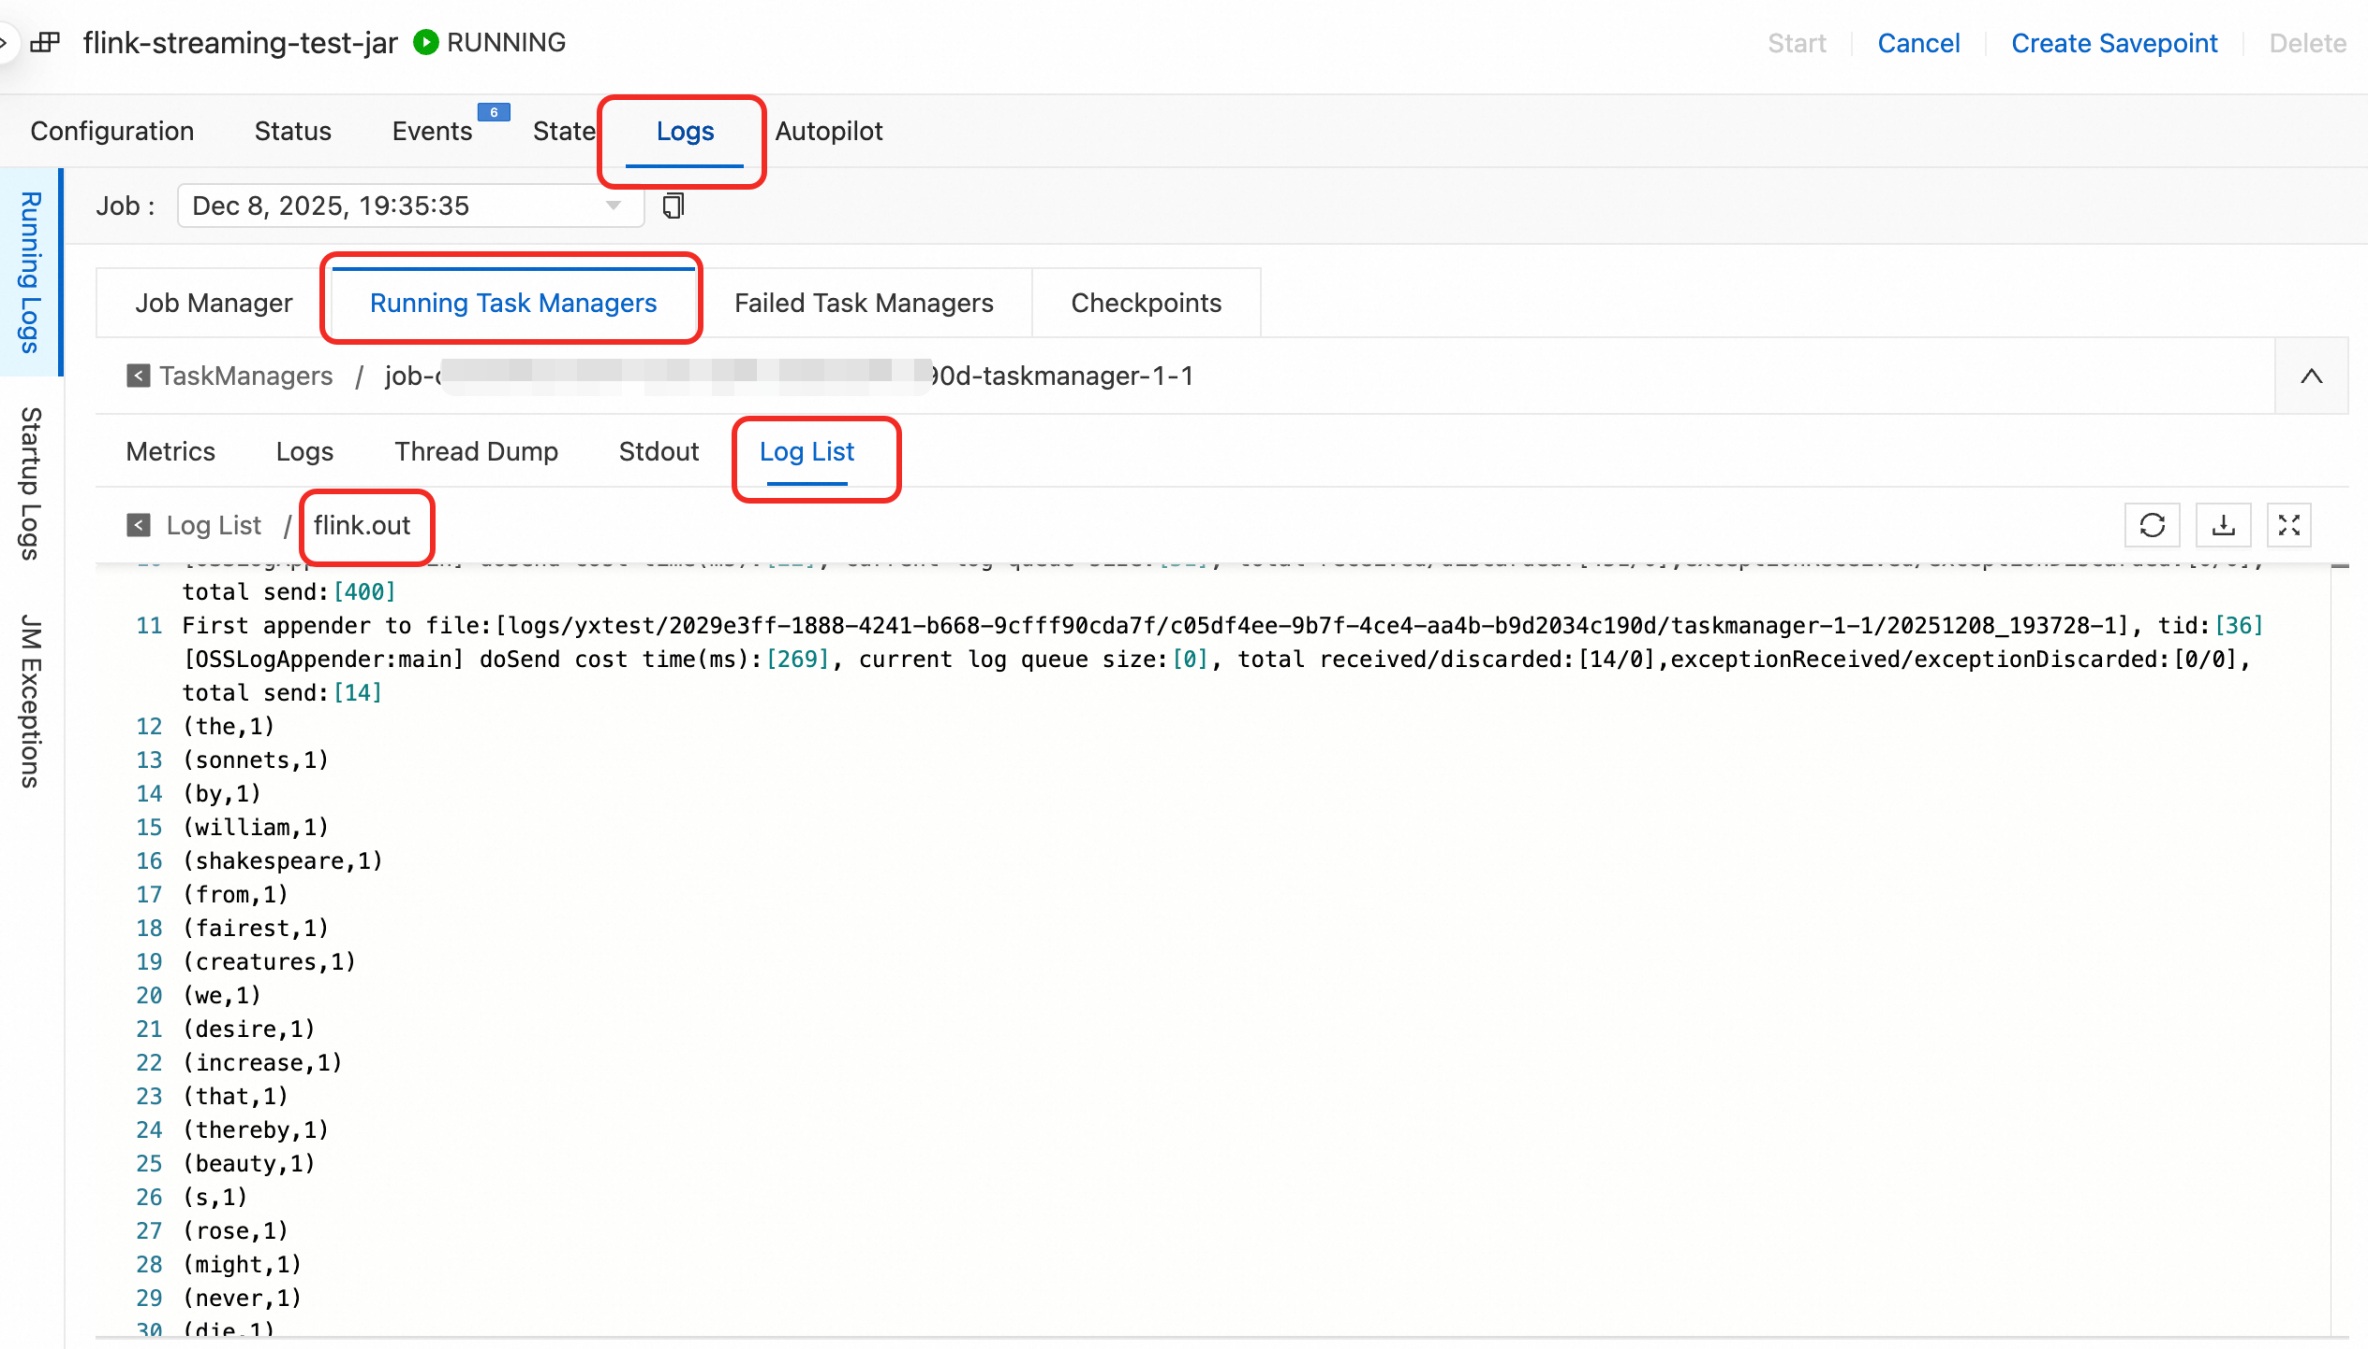 flink-streaming-test-jar RUNNING Start Cancel Create Savepoint Delete
Configuration Status Events 6 State Logs Autopilot
Running Logs
Startup Logs
JM Exceptions
Job : Dec 8, 2025, 19:35:35
Job Manager Running Task Managers Failed Task Managers Checkpoints
TaskManagers / job- 90d-taskmanager-1-1
Metrics Logs Thread Dump Stdout Log List
Log List / flink.out
total send:[400]
11 First appender to file:[logs/yxtest/2029e3ff-1888-4241-b668-9cfff90cda7f/c05df4ee-9b7f-4ce4-aa4b-b9d2034c190d/taskmanager-1-1/20251208_193728-1], tid:[36]
[OSSLogAppender:main] doSend cost time(ms):[269], current log queue size:[0], total received/discarded:[14/0],exceptionReceived/exceptionDiscarded:[0/0],
total send:[14]
12 (the,1)
13 (sonnets,1)
14 (by,1)
15 (william,1)
16 (shakespeare,1)
17 (from,1)
18 (fairest,1)
19 (creatures,1)
20 (we,1)
21 (desire,1)
22 (increase,1)
23 (that,1)
24 (thereby,1)
25 (beauty,1)
26 (s,1)
27 (rose,1)
28 (might,1)
29 (never,1)
30 (die,1)